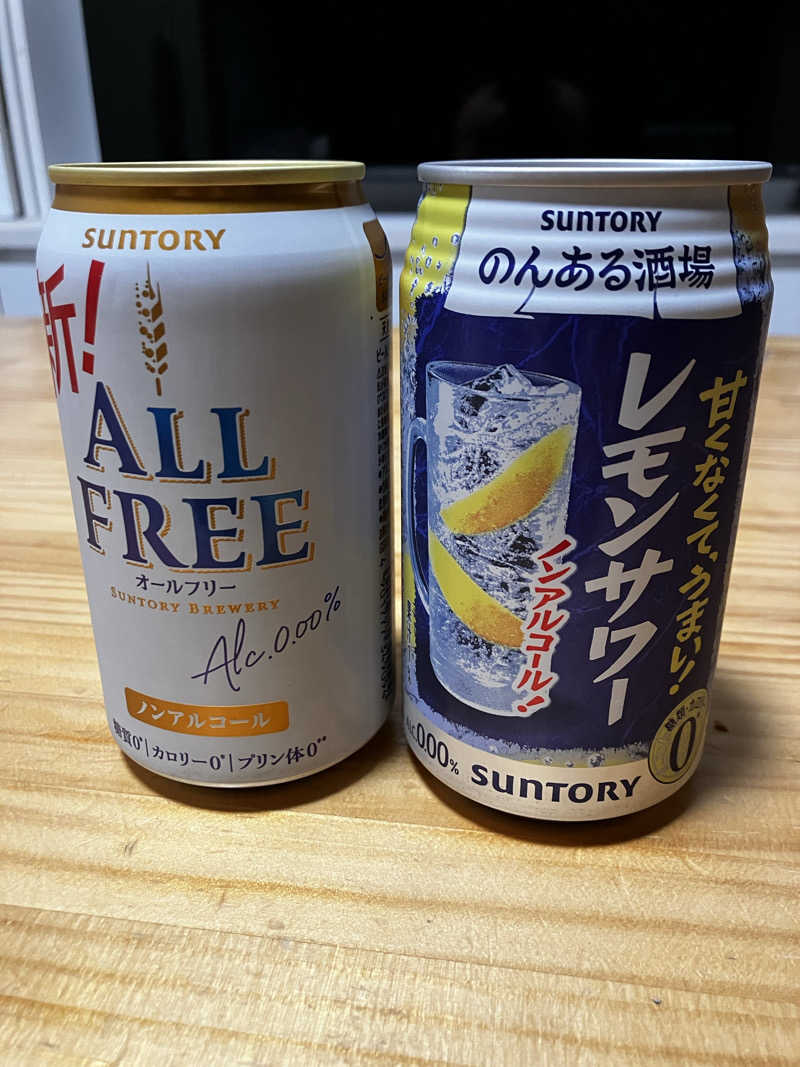 SUNTORY
新!
ALL
FREE
オールフリー
SUNTORY BREWERY
Alc.0.00%
ノンアルコール
糖質0*|カロリー0*|プリン体0**
SUNTORY
のんある酒場
レモンサワー
甘くなくて、うまい!
ノンアルコール!
ALC.0.00%
SUNTORY
0